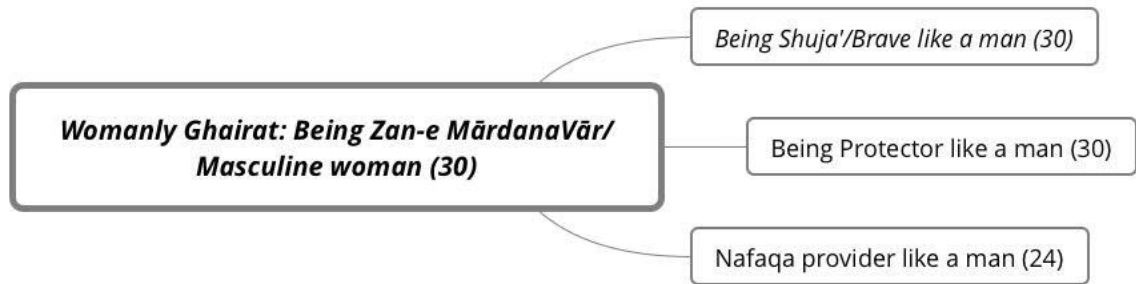 Being Shuja'/Brave like a man (30)
Womanly Ghairat: Being Zan-e MārdanaVār/
Masculine woman (30)
Being Protector like a man (30)
Nafaqa provider like a man (24)